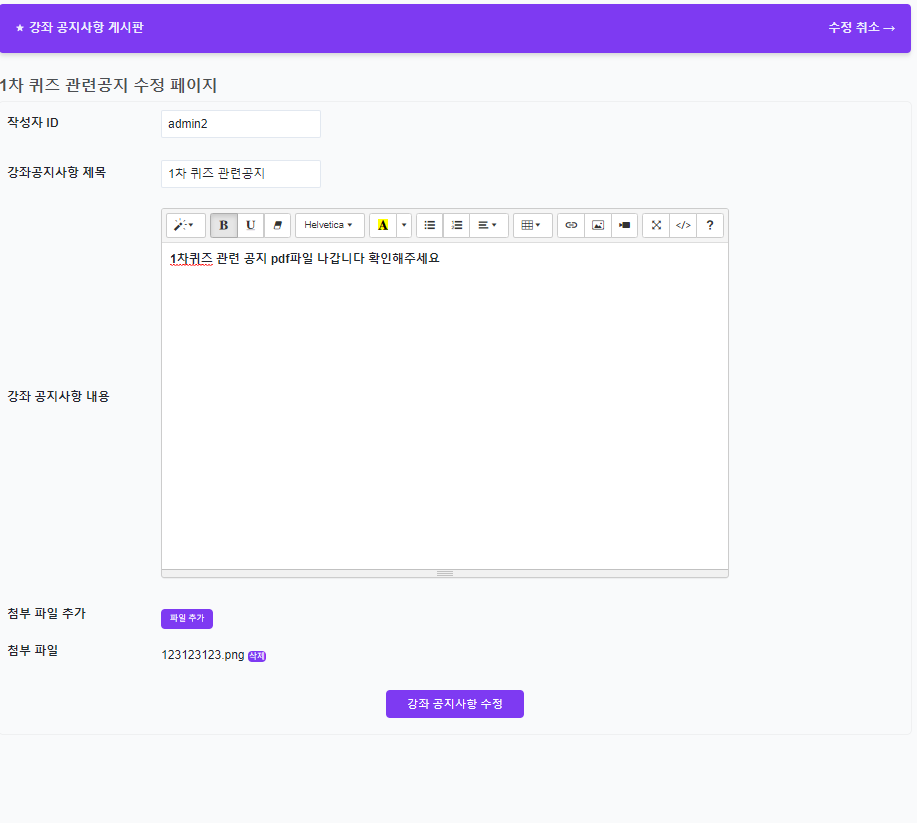 ★ 강좌 공지사항 게시판 수정 취소 →
1차 퀴즈 관련공지 수정 페이지
작성자 ID admin2
강좌공지사항 제목 1차 퀴즈 관련공지
B U Helvetica A </> ?
1차퀴즈 관련 공지 pdf파일 나갑니다 확인해주세요
강좌 공지사항 내용
첨부 파일 추가 파일 추가
첨부 파일 123123123.png 삭제
강좌 공지사항 수정